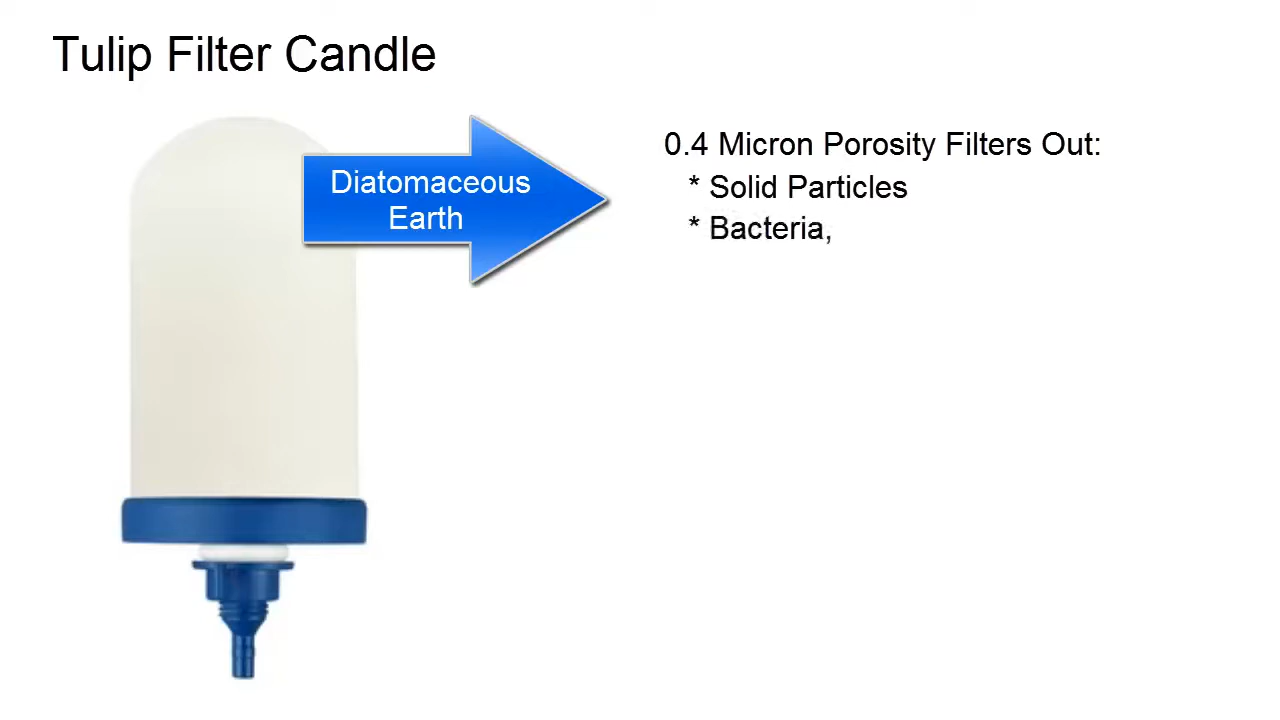 Tulip Filter Candle
Diatomaceous
Earth
0.4 Micron Porosity Filters Out:
* Solid Particles
* Bacteria,